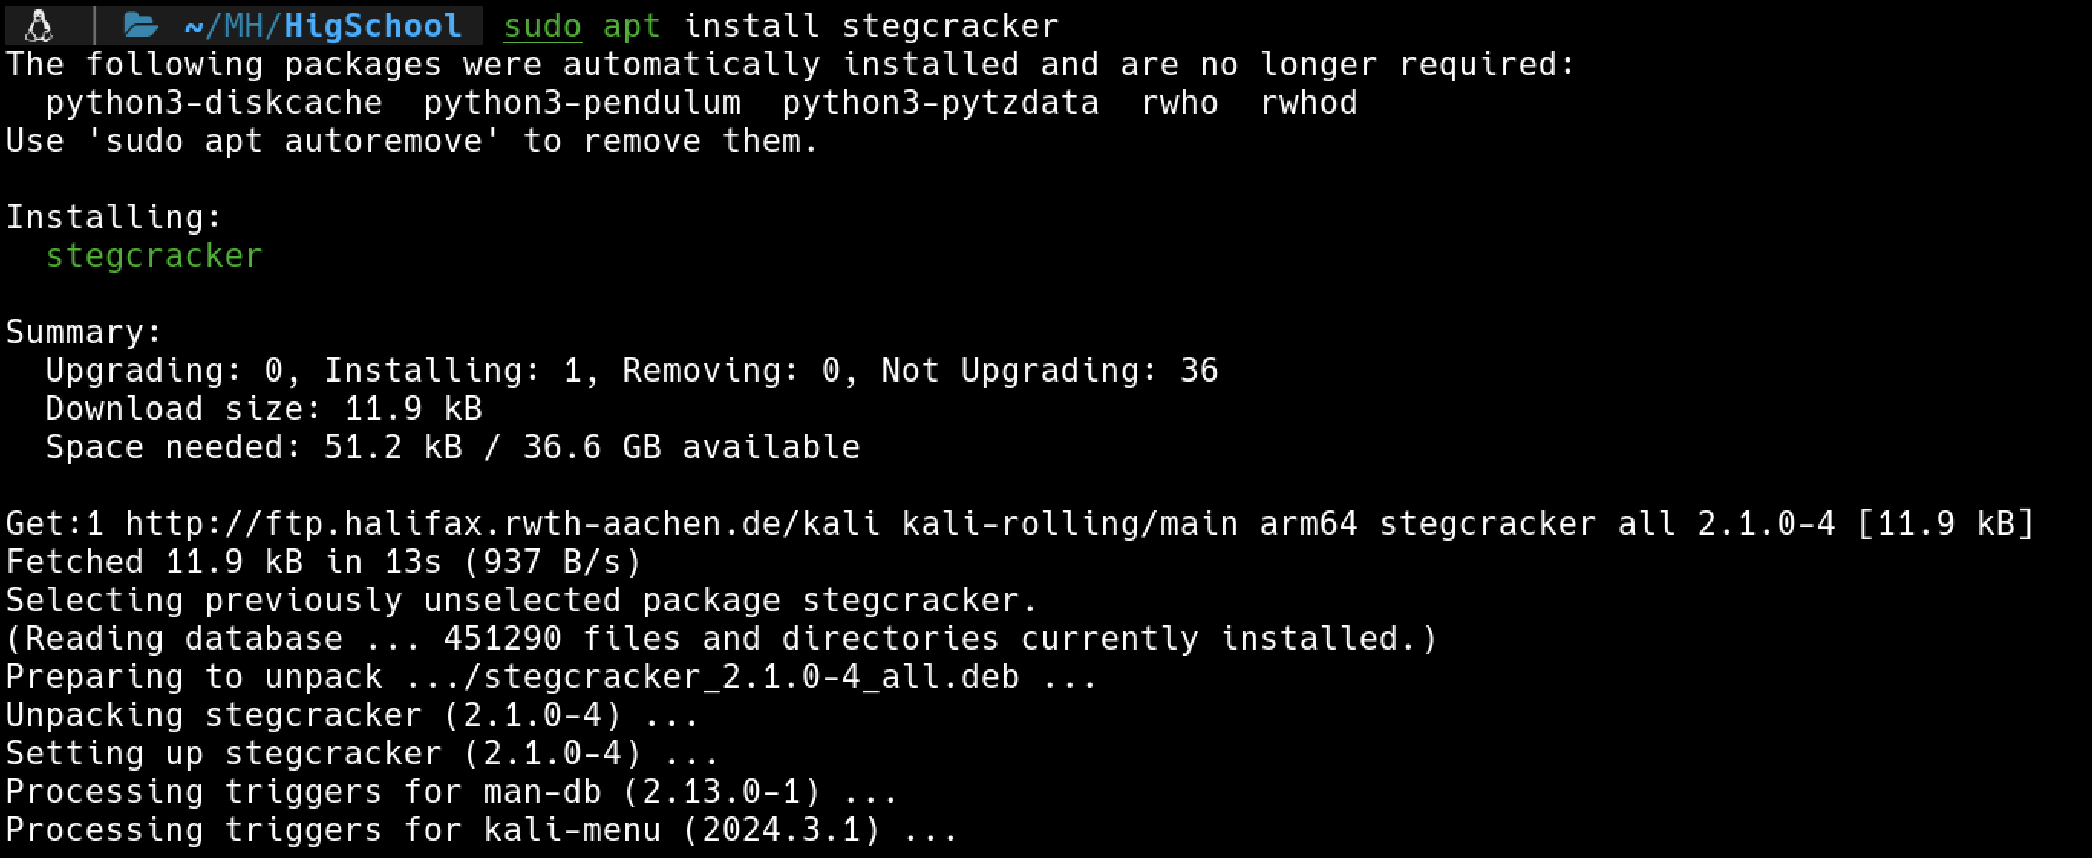 ~/MH/HigSchool sudo apt install stegcracker
The following packages were automatically installed and are no longer required:
  python3-diskcache  python3-pendulum  python3-pytzdata  rwho  rwhod
Use 'sudo apt autoremove' to remove them.

Installing:
  stegcracker

Summary:
  Upgrading: 0, Installing: 1, Removing: 0, Not Upgrading: 36
  Download size: 11.9 kB
  Space needed: 51.2 kB / 36.6 GB available

Get:1 http://ftp.halifax.rwth-aachen.de/kali kali-rolling/main arm64 stegcracker all 2.1.0-4 [11.9 kB]
Fetched 11.9 kB in 13s (937 B/s)
Selecting previously unselected package stegcracker.
(Reading database ... 451290 files and directories currently installed.)
Preparing to unpack .../stegcracker_2.1.0-4_all.deb ...
Unpacking stegcracker (2.1.0-4) ...
Setting up stegcracker (2.1.0-4) ...
Processing triggers for man-db (2.13.0-1) ...
Processing triggers for kali-menu (2024.3.1) ...